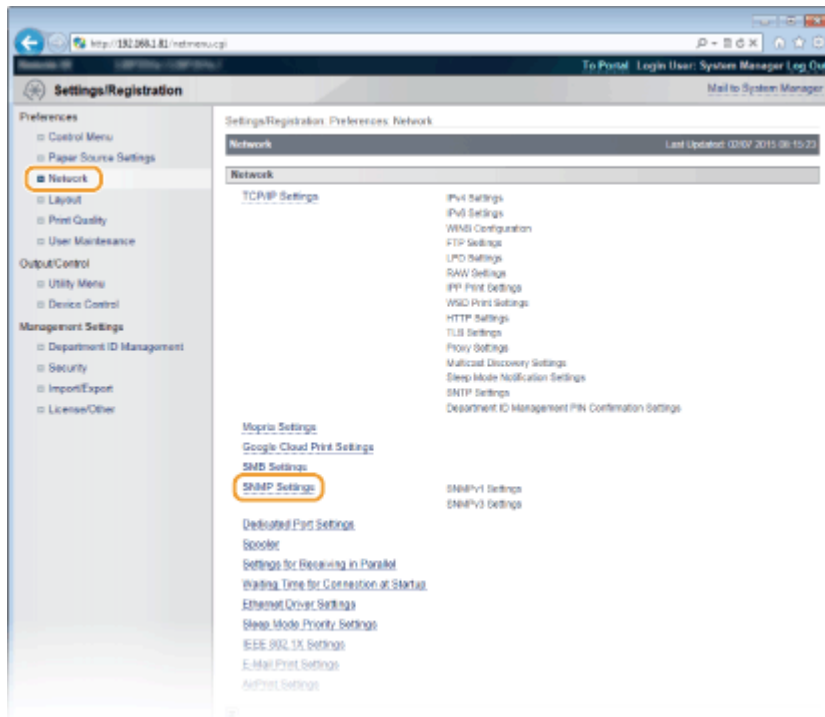 http://192.168.1.81/netmenu.cgi
To Portal Login User: System Manager Log Out
Settings/Registration
Mail to System Manager
Preferences
Control Menu
Paper Source Settings
Network
Layout
Print Quality
User Maintenance
Output/Control
Utility Menu
Device Control
Management Settings
Department ID Management
Security
Import/Export
License/Other
Settings/Registration: Preferences: Network
Network
Last Updated: 02/07 2015 08:15:23
Network
TCP/IP Settings
IPv4 Settings
IPv6 Settings
WINS Configuration
FTP Settings
LPD Settings
RAW Settings
IPP Print Settings
WSD Print Settings
HTTP Settings
TLS Settings
Proxy Settings
Multicast Discovery Settings
Sleep Mode Notification Settings
SNTP Settings
Department ID Management PIN Confirmation Settings
Mopria Settings
Google Cloud Print Settings
SMB Settings
SNMP Settings
SNMPv1 Settings
SNMPv3 Settings
Dedicated Port Settings
Spooler
Settings for Receiving in Parallel
Waiting Time for Connection at Startup
Ethernet Driver Settings
Sleep Mode Priority Settings
IEEE 802.1X Settings
E-Mail Print Settings
AirPrint Settings